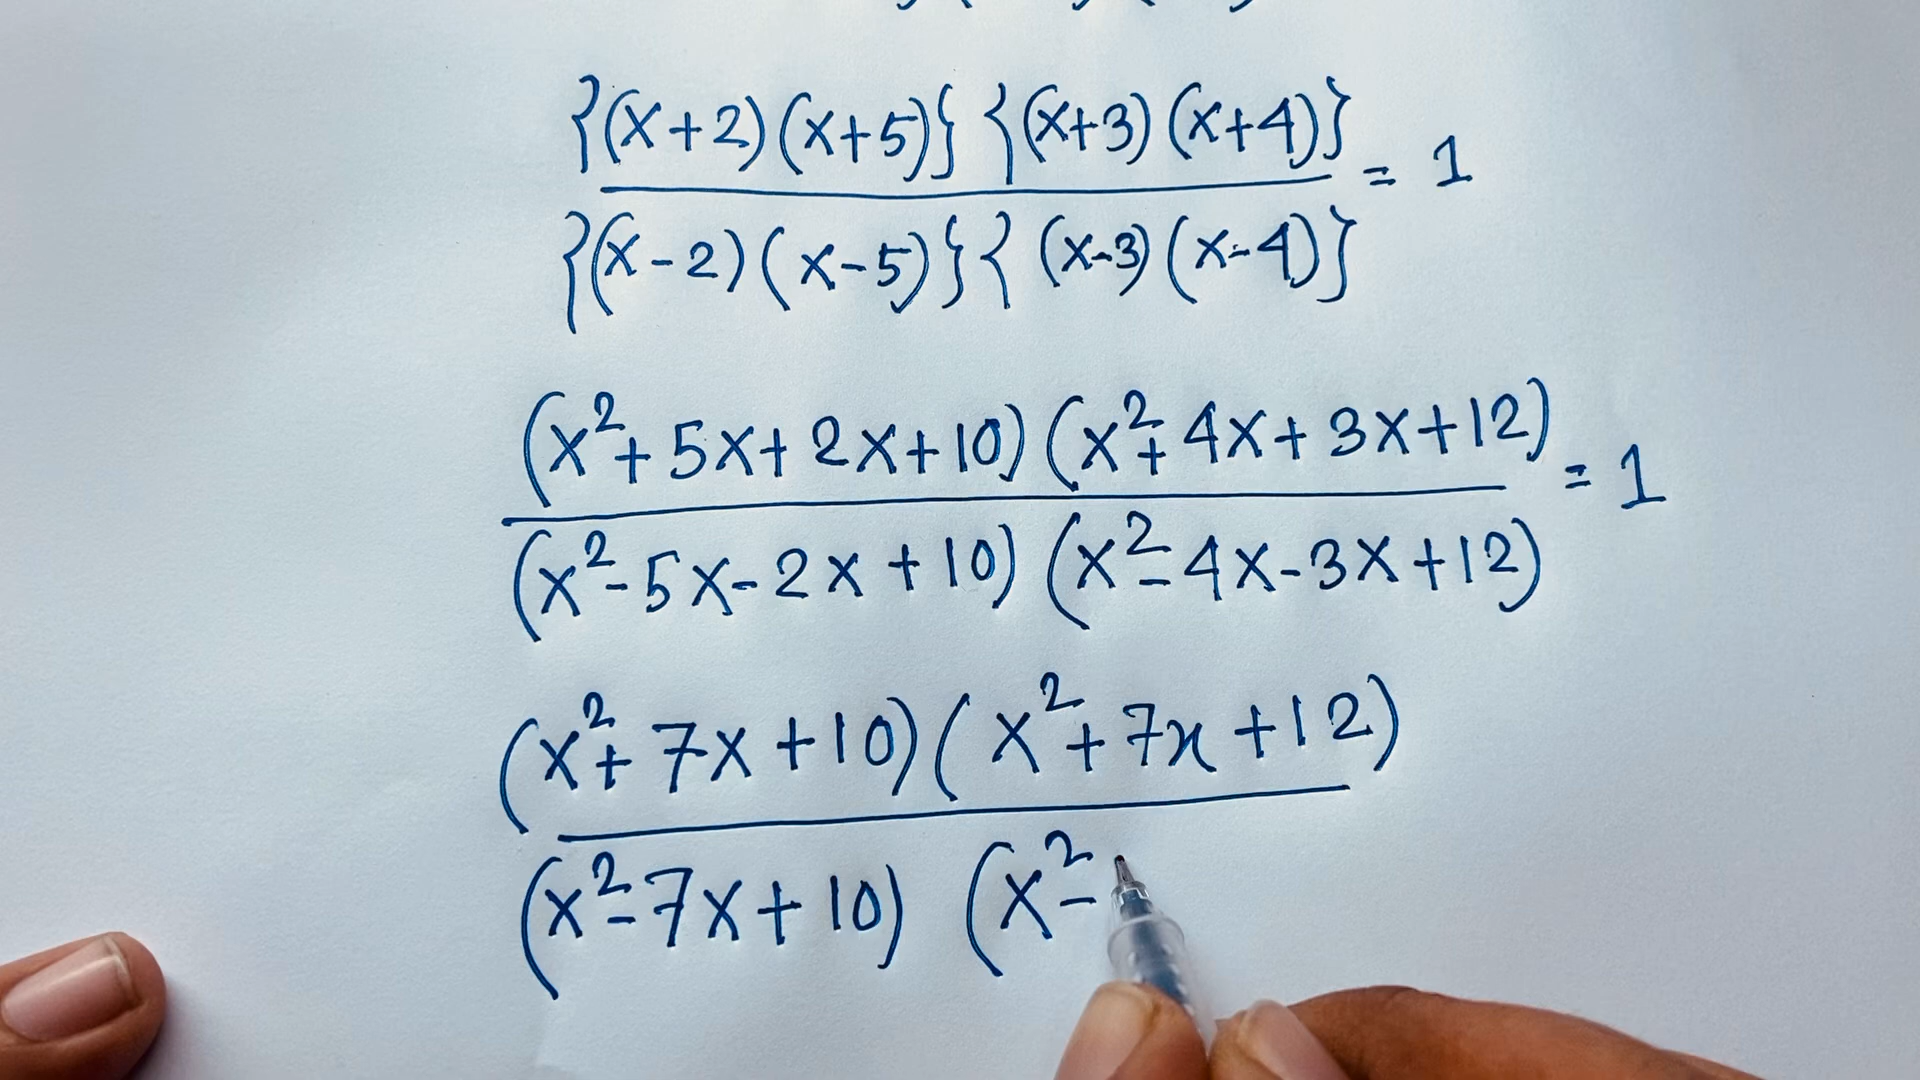 {(x+2)(x+5)} {(x+3)(x+4)}
= 1
{(x-2)(x-5)}{(x-3)(x-4)}
(x²+5x+2x+10)(x²+4x+3x+12)
= 1
(x²-5x-2x+10)(x²-4x-3x+12)
(x²+7x+10)(x²+7x+12)
(x²-7x+10) (x²-